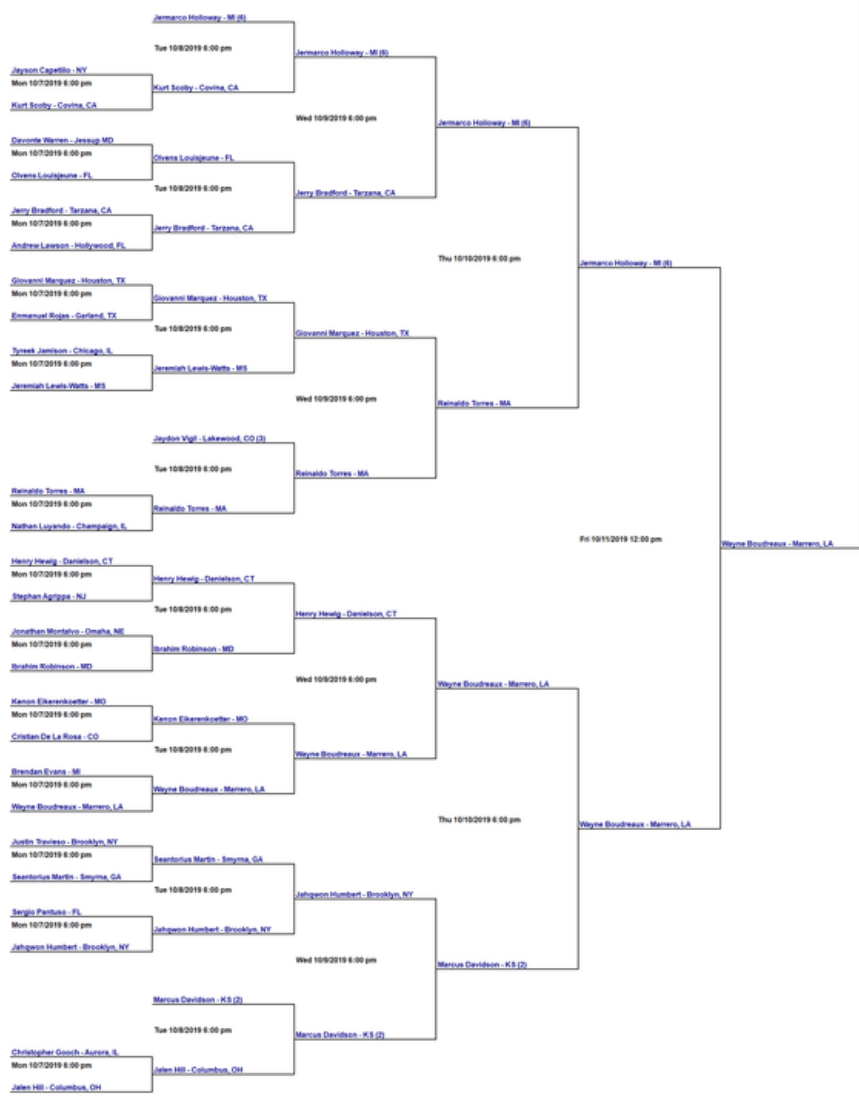 Jermarco Holloway - MI (6)
Tue 10/8/2019 6:00 pm
Jermarco Holloway - MI (6)
Jayson Capetillo - NY
Mon 10/7/2019 6:00 pm
Kurt Scoby - Covina, CA
Kurt Scoby - Covina, CA
Wed 10/9/2019 6:00 pm
Jermarco Holloway - MI (6)
Davonte Warren - Jessup MD
Mon 10/7/2019 6:00 pm
Olvens Louisjeune - FL
Olvens Louisjeune - FL
Tue 10/8/2019 6:00 pm
Jerry Bradford - Tarzana, CA
Jerry Bradford - Tarzana, CA
Mon 10/7/2019 6:00 pm
Jerry Bradford - Tarzana, CA
Andrew Lawson - Hollywood, FL
Thu 10/10/2019 6:00 pm
Jermarco Holloway - MI (6)
Giovanni Marquez - Houston, TX
Mon 10/7/2019 6:00 pm
Giovanni Marquez - Houston, TX
Enmanuel Rojas - Garland, TX
Tue 10/8/2019 6:00 pm
Giovanni Marquez - Houston, TX
Tyreek Jamison - Chicago, IL
Mon 10/7/2019 6:00 pm
Jeremiah Lewis-Watts - MS
Jeremiah Lewis-Watts - MS
Wed 10/9/2019 6:00 pm
Reinaldo Torres - MA
Jaydon Vigil - Lakewood, CO (3)
Tue 10/8/2019 6:00 pm
Reinaldo Torres - MA
Reinaldo Torres - MA
Mon 10/7/2019 6:00 pm
Reinaldo Torres - MA
Nathan Luyando - Champaign, IL
Fri 10/11/2019 12:00 pm
Wayne Boudreaux - Marrero, LA
Henry Hewig - Danielson, CT
Mon 10/7/2019 6:00 pm
Henry Hewig - Danielson, CT
Stephan Agrippa - NJ
Tue 10/8/2019 6:00 pm
Henry Hewig - Danielson, CT
Jonathan Montalvo - Omaha, NE
Mon 10/7/2019 6:00 pm
Ibrahim Robinson - MD
Ibrahim Robinson - MD
Wed 10/9/2019 6:00 pm
Wayne Boudreaux - Marrero, LA
Kenon Eikerenkoetter - MO
Mon 10/7/2019 6:00 pm
Kenon Eikerenkoetter - MO
Cristian De La Rosa - CO
Tue 10/8/2019 6:00 pm
Wayne Boudreaux - Marrero, LA
Brendan Evans - MI
Mon 10/7/2019 6:00 pm
Wayne Boudreaux - Marrero, LA
Wayne Boudreaux - Marrero, LA
Thu 10/10/2019 6:00 pm
Wayne Boudreaux - Marrero, LA
Justin Travieso - Brooklyn, NY
Mon 10/7/2019 6:00 pm
Seantorius Martin - Smyrna, GA
Seantorius Martin - Smyrna, GA
Tue 10/8/2019 6:00 pm
Jahqwon Humbert - Brooklyn, NY
Sergio Pantuso - FL
Mon 10/7/2019 6:00 pm
Jahqwon Humbert - Brooklyn, NY
Jahqwon Humbert - Brooklyn, NY
Wed 10/9/2019 6:00 pm
Marcus Davidson - KS (2)
Marcus Davidson - KS (2)
Tue 10/8/2019 6:00 pm
Marcus Davidson - KS (2)
Christopher Gooch - Aurora, IL
Mon 10/7/2019 6:00 pm
Jalen Hill - Columbus, OH
Jalen Hill - Columbus, OH